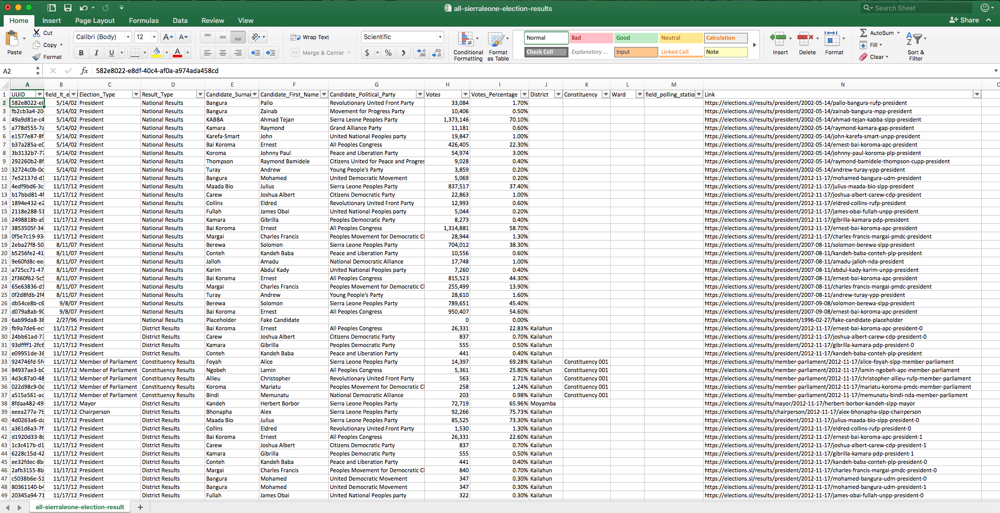 all-sierraleone-election-results
Search Sheet
Home Insert Page Layout Formulas Data Review View
Share
Paste
Cut
Copy
Format
Calibri (Body) 12
B I U
Wrap Text
Merge & Center
Scientific
$ %
Conditional Formatting
Format as Table
Normal Bad Good Neutral Calculation
Check Cell Explanatory ... Input Linked Cell Note
Insert Delete Format
AutoSum
Fill
Clear
Sort & Filter
A2 fx 582e8022-e8df-40c4-af0a-a974ada458cd
A B C D E F G H I J K L M N
1 UUID field_lt_e Election_Type Result_Type Candidate_Surnar Candidate_First_Name Candidate_Political_Party Votes Votes_Percentage District Constituency Ward field_polling_statio Link
2 582e8022-e8 5/14/02 President National Results Bangura Pallo Revolutionary United Front Party 33,084 1.70% https://elections.sl/results/president/2002-05-14/pallo-bangura-rufp-president
3 fb2cb3a4-20 5/14/02 President National Results Bangura Zainab Movement for Progress Party 10,406 0.50% https://elections.sl/results/president/2002-05-14/zainab-bangura-mpp-president
4 49a9d81e-c4 5/14/02 President National Results KABBA Ahmad Tejan Sierra Leone Peoples Party 1,373,146 70.10% https://elections.sl/results/president/2002-05-14/ahmad-tejan-kabba-slpp-president
5 a778d555-7a 5/14/02 President National Results Kamara Raymond Grand Alliance Party 11,181 0.60% https://elections.sl/results/president/2002-05-14/raymond-kamara-gap-president
6 e1577e87-8f 5/14/02 President National Results Karefa-Smart John United National Peoples party 19,847 1.00% https://elections.sl/results/president/2002-05-14/john-karefa-smart-unpp-president
7 b37a285a-e0 5/14/02 President National Results Bai Koroma Ernest All Peoples Congress 426,405 22.30% https://elections.sl/results/president/2002-05-14/ernest-bai-koroma-apc-president
8 3b3132b7-77 5/14/02 President National Results Koroma Johnny Paul Peace and Liberation Party 54,974 3.00% https://elections.sl/results/president/2002-05-14/johnny-paul-koroma-plp-president
9 292260b2-8f 5/14/02 President National Results Thompson Raymond Bamidele Citizens United for Peace and Progres 9,028 0.40% https://elections.sl/results/president/2002-05-14/raymond-bamidele-thompson-cupp-president
10 32724c0b-0c 5/14/02 President National Results Turay Andrew Young People's Party 3,859 0.20% https://elections.sl/results/president/2002-05-14/andrew-turay-ypp-president
11 7e52137d-d1 11/17/12 President National Results Bangura Mohamed United Democratic Movement 5,069 0.20% https://elections.sl/results/president/2012-11-17/mohamed-bangura-udm-president
12 4edf9bd6-3c 11/17/12 President National Results Maada Bio Julius Sierra Leone Peoples Party 837,517 37.40% https://elections.sl/results/president/2012-11-17/julius-maada-bio-slpp-president
13 b17bbd81-4f 11/17/12 President National Results Carew Joshua Albert Citizens Democratic Party 22,863 1.00% https://elections.sl/results/president/2012-11-17/joshua-albert-carew-cdp-president
14 1894e432-e2 11/17/12 President National Results Collins Eldred Revolutionary United Front Party 12,993 0.60% https://elections.sl/results/president/2012-11-17/eldred-collins-rufp-president
15 2118e288-51 11/17/12 President National Results Fullah James Obai United National Peoples party 5,044 0.20% https://elections.sl/results/president/2012-11-17/james-obai-fullah-unpp-president
16 2498818b-a9 11/17/12 President National Results Kamara Gibrilla Peoples Democratic Party 8,273 0.40% https://elections.sl/results/president/2012-11-17/gibrilla-kamara-pdp-president
17 3853505f-34 11/17/12 President National Results Bai Koroma Ernest All Peoples Congress 1,314,881 58.70% https://elections.sl/results/president/2012-11-17/ernest-bai-koroma-apc-president
18 0f5e7c19-93 11/17/12 President National Results Margai Charles Francis Peoples Movement for Democratic Cl 28,944 1.30% https://elections.sl/results/president/2012-11-17/charles-francis-margai-pmdc-president
19 2eba27f8-50 8/11/07 President National Results Berewa Solomon Sierra Leone Peoples Party 704,012 38.30% https://elections.sl/results/president/2007-08-11/solomon-berewa-slpp-president
20 b5256fe2-41 8/11/07 President National Results Conteh Kandeh Baba Peace and Liberation Party 10,556 0.60% https://elections.sl/results/president/2007-08-11/kandeh-baba-conteh-plp-president
21 9e60fd8c-ee 8/11/07 President National Results Jalloh Amadu National Democratic Alliance 17,748 1.00% https://elections.sl/results/president/2007-08-11/amadu-jalloh-nda-president
22 a725cc71-47 8/11/07 President National Results Karim Abdul Kady United National Peoples party 7,260 0.40% https://elections.sl/results/president/2007-08-11/abdul-kady-karim-unpp-president
23 2f360f62-5c5 8/11/07 President National Results Bai Koroma Ernest All Peoples Congress 815,523 44.30% https://elections.sl/results/president/2007-08-11/ernest-bai-koroma-apc-president
24 65e63836-d1 8/11/07 President National Results Margai Charles Francis Peoples Movement for Democratic Cl 255,499 13.90% https://elections.sl/results/president/2007-08-11/charles-francis-margai-pmdc-president
25 0f2d8fdb-2f4 8/11/07 President National Results Turay Andrew Young People's Party 28,610 1.60% https://elections.sl/results/president/2007-08-11/andrew-turay-ypp-president
26 db54ce8b-c6 9/8/07 President National Results Berewa Solomon Sierra Leone Peoples Party 789,651 45.40% https://elections.sl/results/president/2007-09-08/solomon-berewa-slpp-president
27 d079a8ab-90 9/8/07 President National Results Bai Koroma Ernest All Peoples Congress 950,407 54.60% https://elections.sl/results/president/2007-09-08/ernest-bai-koroma-apc-president
28 6ab99da8-38 2/27/96 President National Results Placeholder Fake Candidate 0 0.00% https://elections.sl/results/president/1996-02-27/fake-candidate-placeholder
29 fb9a7de6-ec 11/17/12 President District Results Bai Koroma Ernest All Peoples Congress 26,331 22.83% Kailahun https://elections.sl/results/president/2012-11-17/ernest-bai-koroma-apc-president-0
30 24bb61ad-73 11/17/12 President District Results Carew Joshua Albert Citizens Democratic Party 837 0.70% Kailahun https://elections.sl/results/president/2012-11-17/joshua-albert-carew-cdp-president-0
31 93dffff1-2fc6 11/17/12 President District Results Kamara Gibrilla Peoples Democratic Party 555 0.50% Kailahun https://elections.sl/results/president/2012-11-17/gibrilla-kamara-pdp-president-0
32 e09951de-38 11/17/12 President District Results Conteh Kandeh Baba Peace and Liberation Party 441 0.40% Kailahun https://elections.sl/results/president/2012-11-17/kandeh-baba-conteh-plp-president
33 924746fd-5f4 11/17/12 Member of Parliament Constituency Results Foyah Alice Sierra Leone Peoples Party 14,397 69.28% Kailahun Constituency 001 https://elections.sl/results/member-parliament/2012-11-17/alice-foyah-slpp-member-parliament
34 84937ae3-b0 11/17/12 Member of Parliament Constituency Results Ngobeh Lamin All Peoples Congress 5,361 25.80% Kailahun Constituency 001 https://elections.sl/results/member-parliament/2012-11-17/lamin-ngobeh-apc-member-parliament
35 4d3c87a0-48 11/17/12 Member of Parliament Constituency Results Allieu Christopher Revolutionary United Front Party 563 2.71% Kailahun Constituency 001 https://elections.sl/results/member-parliament/2012-11-17/christopher-allieu-rufp-member-parliament
36 022d98c9-0d 11/17/12 Member of Parliament Constituency Results Koroma Mariatu Peoples Movement for Democratic Cl 258 1.24% Kailahun Constituency 001 https://elections.sl/results/member-parliament/2012-11-17/mariatu-koroma-pmdc-member-parliament
37 a515a561-ac 11/17/12 Member of Parliament Constituency Results Bindi Memunatu National Democratic Alliance 203 0.98% Kailahun Constituency 001 https://elections.sl/results/member-parliament/2012-11-17/memunatu-bindi-nda-member-parliament
38 8fdaa482-49 11/17/12 Mayor District Results Kandeh Herbert Borbor Sierra Leone Peoples Party 72,719 65.96% Moyamba https://elections.sl/results/mayor/2012-11-17/herbert-borbor-kandeh-slpp-mayor
39 eeea277a-7b 11/17/12 Chairperson District Results Bhonapha Alex Sierra Leone Peoples Party 92,266 75.73% Kailahun https://elections.sl/results/chairperson/2012-11-17/alex-bhonapha-slpp-chairperson
40 4d0263a6-da 11/17/12 President District Results Maada Bio Julius Sierra Leone Peoples Party 85,525 73.30% Kailahun https://elections.sl/results/president/2012-11-17/julius-maada-bio-slpp-president-0
41 a361d6a3-7f 11/17/12 President District Results Collins Eldred Revolutionary United Front Party 1,530 1.30% Kailahun https://elections.sl/results/president/2012-11-17/eldred-collins-rufp-president-0
42 d1920d33-8c 11/17/12 President District Results Bai Koroma Ernest All Peoples Congress 26,331 22.60% Kailahun https://elections.sl/results/president/2012-11-17/ernest-bai-koroma-apc-president-1
43 1c3c417b-d1 11/17/12 President District Results Carew Joshua Albert Citizens Democratic Party 837 0.70% Kailahun https://elections.sl/results/president/2012-11-17/joshua-albert-carew-cdp-president-1
44 6228c15d-42 11/17/12 President District Results Kamara Gibrilla Peoples Democratic Party 555 0.50% Kailahun https://elections.sl/results/president/2012-11-17/gibrilla-kamara-pdp-president-1
45 ee32fdec-8b 11/17/12 President District Results Conteh Kandeh Baba Peace and Liberation Party 441 0.40% Kailahun https://elections.sl/results/president/2012-11-17/kandeh-baba-conteh-plp-president-0
46 2afb3155-8b 11/17/12 President District Results Margai Charles Francis Peoples Movement for Democratic Cl 840 0.70% Kailahun https://elections.sl/results/president/2012-11-17/charles-francis-margai-pmdc-president-0
47 c5038b6e-51 11/17/12 President District Results Bangura Mohamed United Democratic Movement 347 0.30% Kailahun https://elections.sl/results/president/2012-11-17/mohamed-bangura-udm-president-0
48 80361140-b4 11/17/12 President District Results Bangura Mohamed United Democratic Movement 347 0.30% Kailahun https://elections.sl/results/president/2012-11-17/mohamed-bangura-udm-president-1
49 20345a94-71 11/17/12 President District Results Fullah James Obai United National Peoples party 322 0.30% Kailahun https://elections.sl/results/president/2012-11-17/james-obai-fullah-unpp-president-0
all-sierraleone-election-result